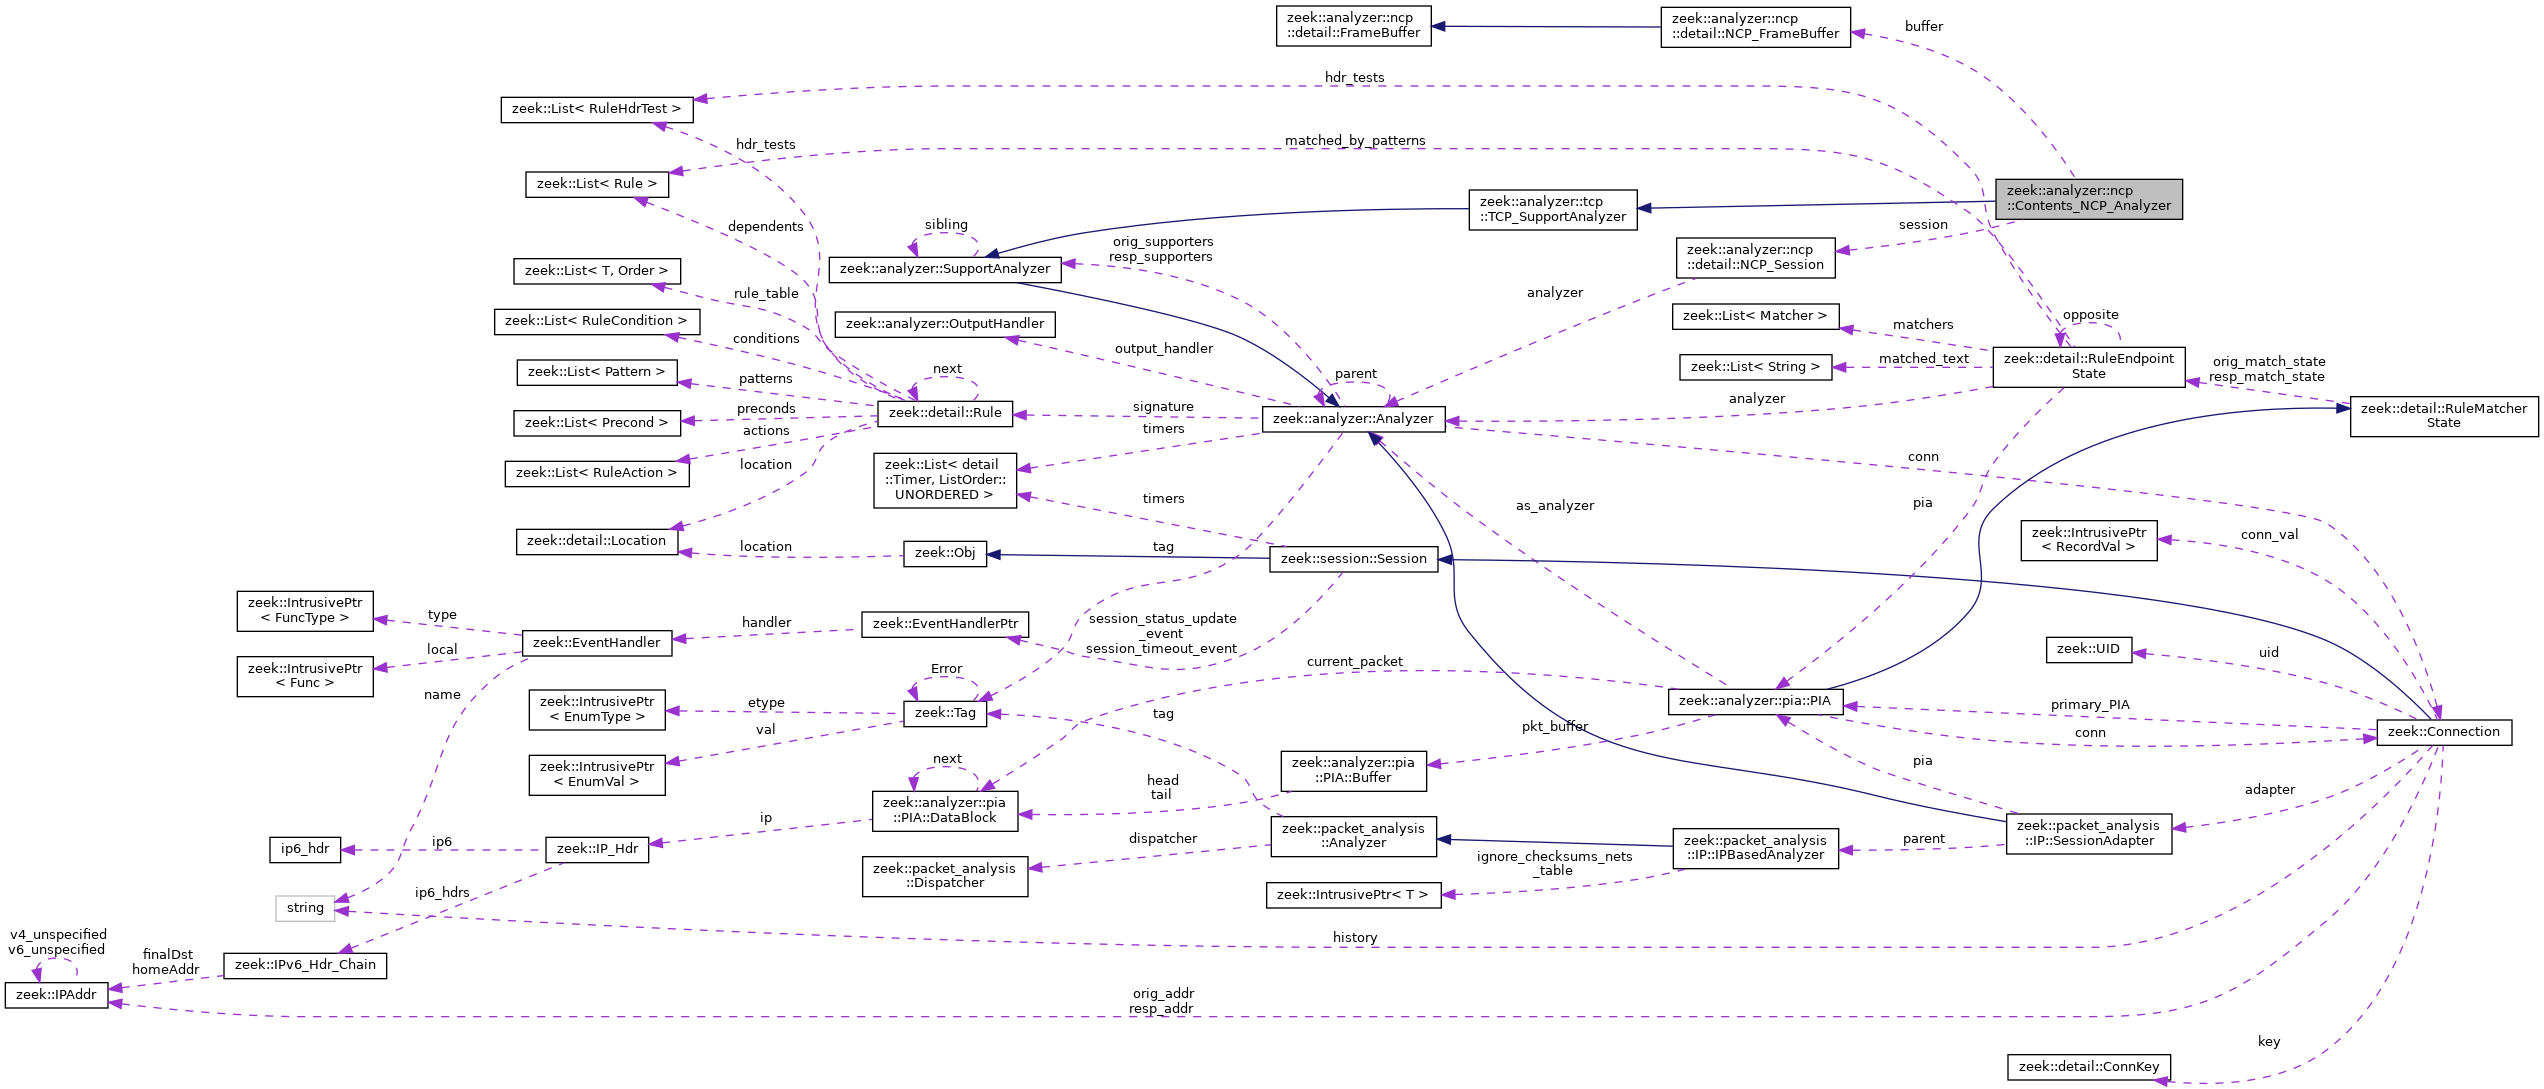 zeek::analyzer::ncp
::detail::FrameBuffer
zeek::analyzer::ncp
::detail::NCP_FrameBuffer
buffer
hdr_tests
zeek::List< RuleHdrTest >
hdr_tests
matched_by_patterns
zeek::List< Rule >
zeek::analyzer::ncp
::Contents_NCP_Analyzer
zeek::analyzer::tcp
::TCP_SupportAnalyzer
dependents
sibling
session
orig_supporters
resp_supporters
zeek::analyzer::SupportAnalyzer
zeek::analyzer::ncp
::detail::NCP_Session
zeek::List< T, Order >
rule_table
analyzer
zeek::List< RuleCondition >
zeek::analyzer::OutputHandler
zeek::List< Matcher >
matchers
opposite
conditions
output_handler
zeek::detail::RuleEndpoint
State
matched_text
zeek::List< String >
orig_match_state
resp_match_state
zeek::List< Pattern >
patterns
next
parent
zeek::detail::Rule
preconds
zeek::List< Precond >
signature
analyzer
zeek::detail::RuleMatcher
State
zeek::analyzer::Analyzer
actions
timers
location
zeek::List< RuleAction >
zeek::List< detail
::Timer, ListOrder::
UNORDERED >
conn
timers
as_analyzer
pia
zeek::detail::Location
location
zeek::Obj
tag
zeek::session::Session
zeek::IntrusivePtr
< RecordVal >
conn_val
zeek::IntrusivePtr
< FuncType >
type
zeek::EventHandler
handler
zeek::EventHandlerPtr
session_status_update
_event
session_timeout_event
zeek::IntrusivePtr
< Func >
local
zeek::UID
uid
Error
current_packet
name
zeek::IntrusivePtr
< EnumType >
etype
zeek::Tag
tag
val
zeek::analyzer::pia::PIA
primary_PIA
conn
zeek::Connection
pkt_buffer
zeek::IntrusivePtr
< EnumVal >
next
zeek::analyzer::pia
::PIA::Buffer
pia
head
tail
adapter
zeek::analyzer::pia
::PIA::DataBlock
ip
zeek::packet_analysis
::Analyzer
zeek::packet_analysis
::IP::IPBasedAnalyzer
parent
zeek::packet_analysis
::IP::SessionAdapter
ip6_hdr
ip6
zeek::IP_Hdr
dispatcher
zeek::packet_analysis
::Dispatcher
ignore_checksums_nets
_table
zeek::IntrusivePtr< T >
ip6_hdrs
string
history
v4_unspecified
v6_unspecified
finalDst
homeAddr
zeek::IPv6_Hdr_Chain
zeek::IPAddr
orig_addr
resp_addr
key
zeek::detail::ConnKey